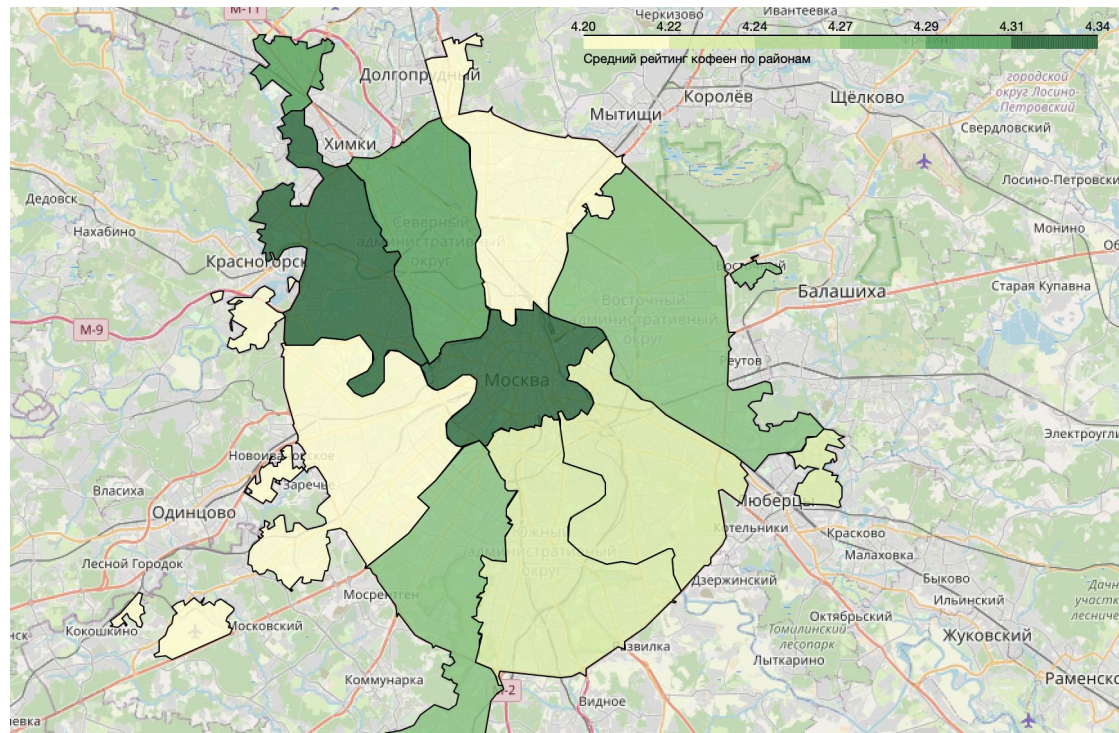 М-11
Черкизово
Ивантеевка
4.20 4.22 4.24 4.27 4.29 4.31 4.34
Средний рейтинг кофеен по районам
Долгопрудный
Мытищи
Королёв
Щёлково
городской
округ Лосино-
Петровский
Свердловский
Химки
Лосино-Петровски
Дедовск
Нахабино
Северный
административный
округ
Монино
Красногорск
Балашиха
Старая Купавна
Восточный
административный
округ
М-9
Реутов
Москва
Электроугли
Власиха
Заречье
Одинцово
Люберцы
Котельники
Красково
Малаховка
Южный
административный
округ
Лесной Городок
Дзержинский
Быково
Ильинский
Мосрентген
Кокошкино
Московский
Октябрьский
Томилинский
лесопарк
Жуковский
Лыткарино
Коммунарка
Видное
Раменско